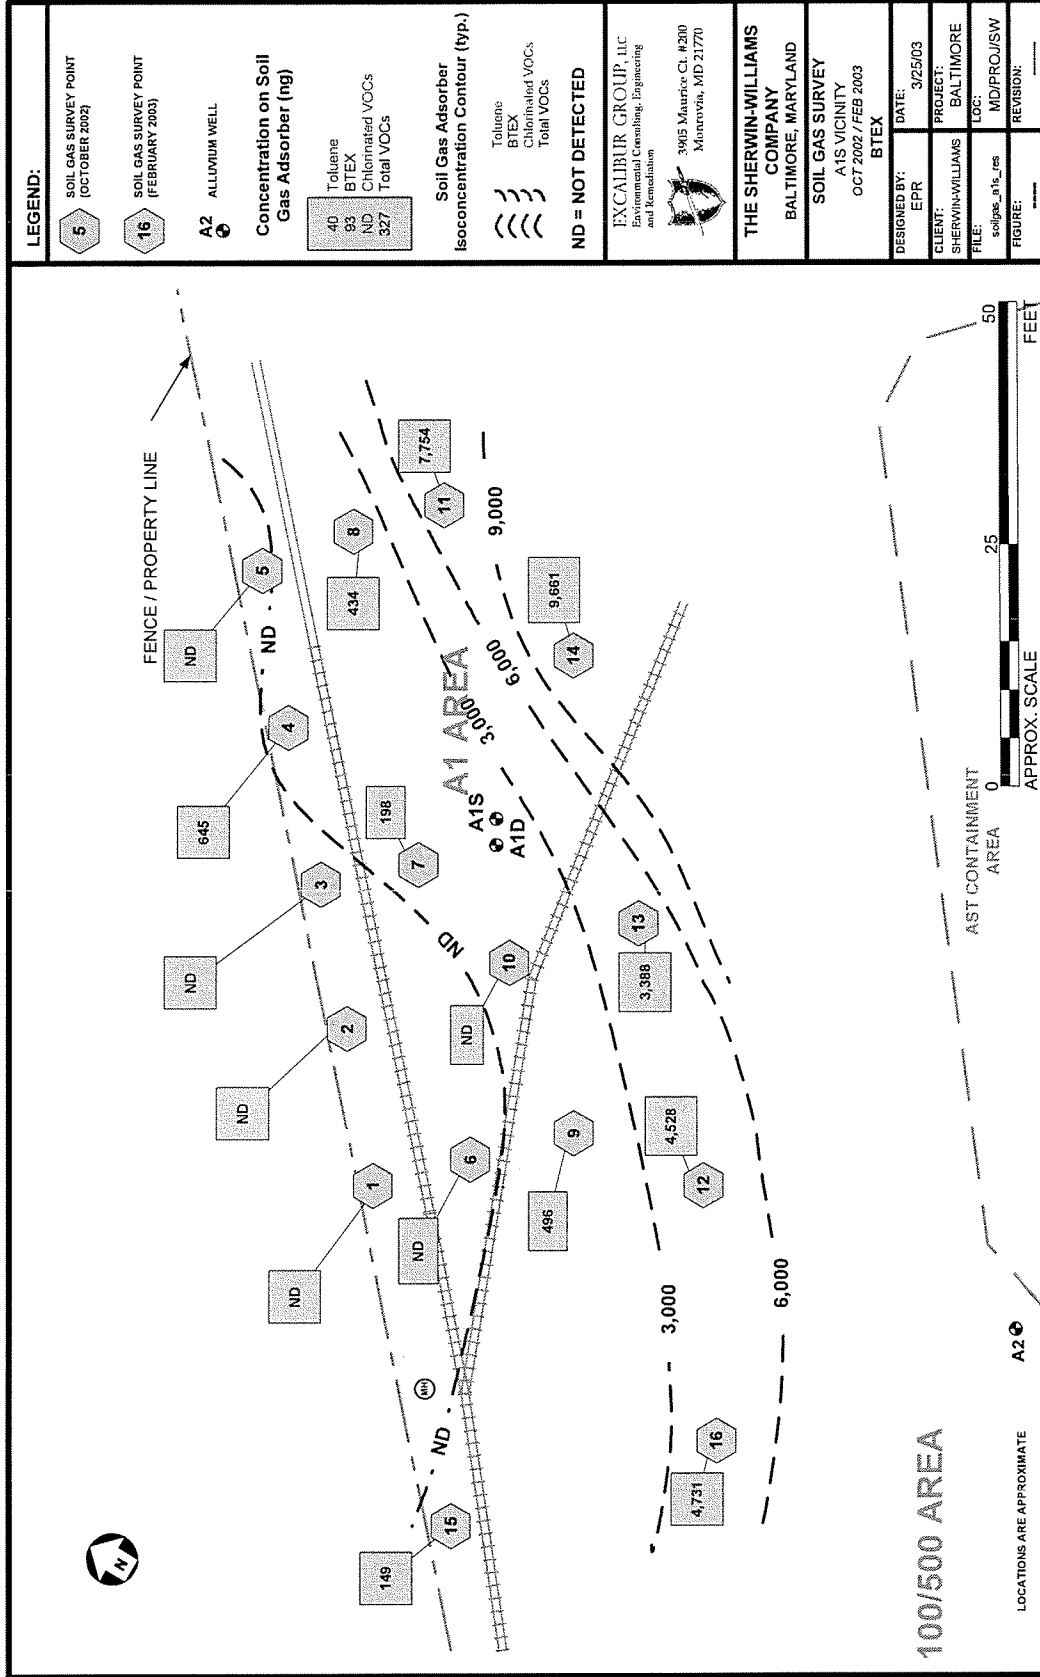 FENCE / PROPERTY LINE
ND
645
ND
ND
ND
149
ND
5
4
3
2
1
15
434
198
ND
ND
496
8
7
6
10
9
MH
ND
ND
ND
A1 AREA
A1S
A1D
3,000
6,000
9,000
7,754
11
9,661
14
3,388
13
4,528
12
4,731
16
3,000
6,000
N
100/500 AREA
AST CONTAINMENT
AREA
A2
LOCATIONS ARE APPROXIMATE
0
25
50
APPROX. SCALE
FEET
LEGEND:
5
SOIL GAS SURVEY POINT
(OCTOBER 2002)
16
SOIL GAS SURVEY POINT
(FEBRUARY 2003)
A2
ALLUVIUM WELL
Concentration on Soil
Gas Adsorber (ng)
40 Toluene
93 BTEX
ND Chlorinated VOCs
327 Total VOCs
Soil Gas Adsorber
Isoconcentration Contour (typ.)
Toluene
BTEX
Chlorinated VOCs
Total VOCs
ND = NOT DETECTED
EXCALIBUR GROUP, LLC
Environmental Consulting, Engineering
and Remediation
3905 Maurice Ct. #200
Monrovia, MD 21770
THE SHERWIN-WILLIAMS
COMPANY
BALTIMORE, MARYLAND
SOIL GAS SURVEY
A1S VICINITY
OCT 2002 / FEB 2003
BTEX
DESIGNED BY:
EPR
DATE:
3/25/03
CLIENT:
SHERWIN-WILLIAMS
PROJECT:
BALTIMORE
FILE:
soilgas_a1s_res
LOC:
MD/PROJ/SW
FIGURE:
----
REVISION:
----